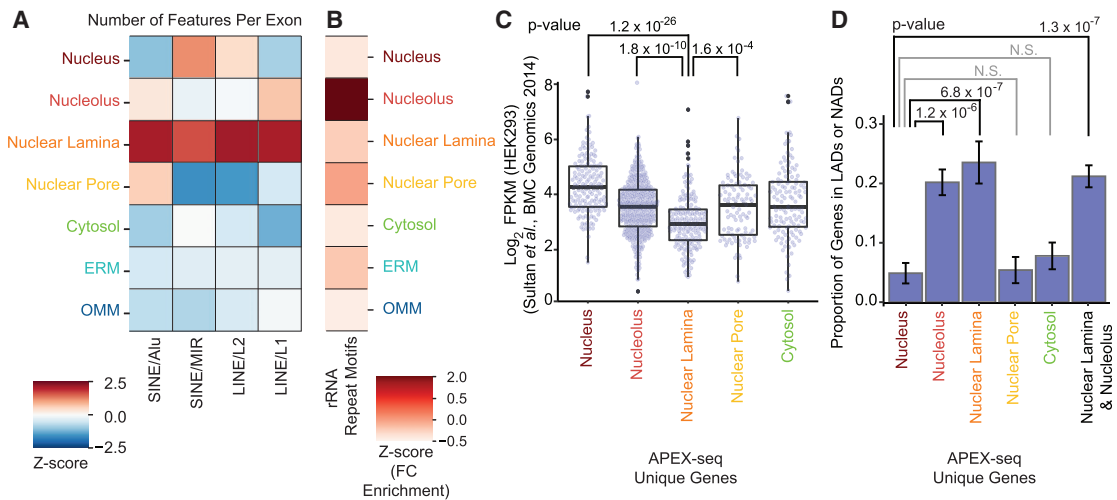 A
Number of Features Per Exon
Nucleus
Nucleolus
Nuclear Lamina
Nuclear Pore
Cytosol
ERM
OMM
SINE/Alu
SINE/MIR
LINE/L2
LINE/L1
2.5
0.0
−2.5
Z-score
B
Nucleus
Nucleolus
Nuclear Lamina
Nuclear Pore
Cytosol
ERM
OMM
rRNA
Repeat Motifs
2.0
1.0
0.0
−0.5
Z-score
(FC
Enrichment)
C
p-value
1.2 x 10-26
1.8 x 10-10
1.6 x 10-4
Log2 FPKM (HEK293)
(Sultan et al., BMC Genomics 2014)
8
6
4
2
0
Nucleus
Nucleolus
Nuclear Lamina
Nuclear Pore
Cytosol
APEX-seq
Unique Genes
D
p-value
1.3 x 10-7
N.S.
N.S.
6.8 x 10-7
1.2 x 10-6
Proportion of Genes in LADs or NADs
0.3
0.2
0.1
0.0
Nucleus
Nucleolus
Nuclear Lamina
Nuclear Pore
Cytosol
Nuclear Lamina
& Nucleolus
APEX-seq
Unique Genes